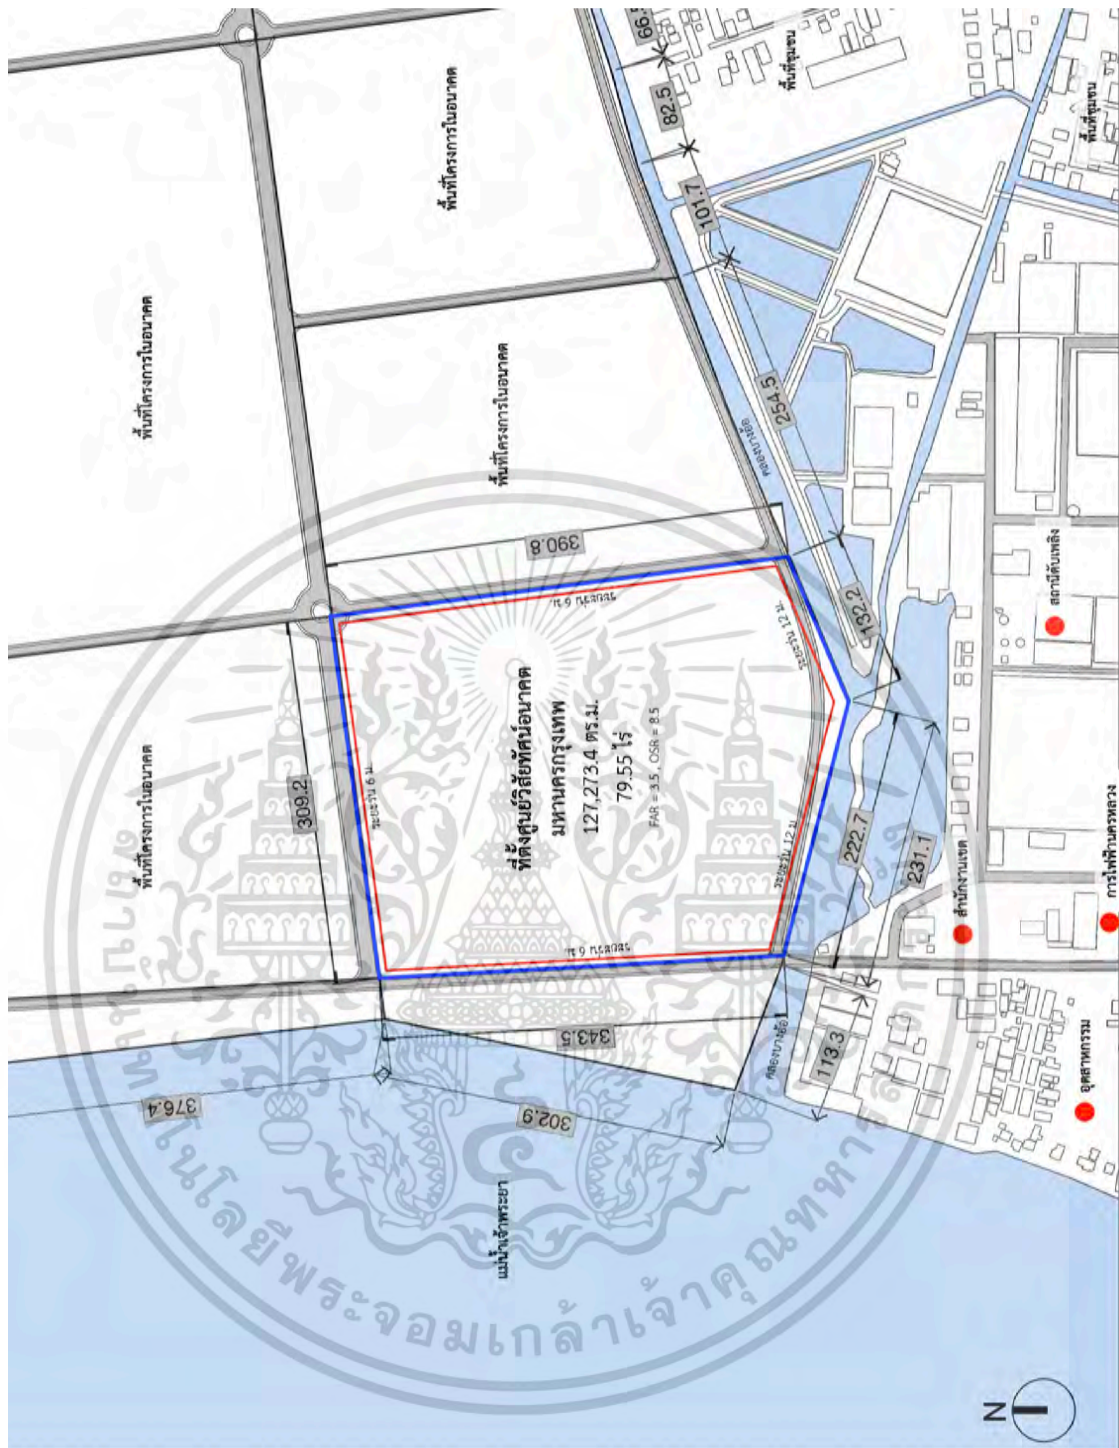 66.
82.5
101.7
254.5
132.2
พื้นที่ชุมชน
พื้นที่ชุมชน
พื้นที่โครงการในอนาคต
พื้นที่โครงการในอนาคต
พื้นที่โครงการในอนาคต
พื้นที่โครงการในอนาคต
คลองบางอ้อ
390.8
309.2
ระยะร่น 6 ม.
ระยะร่น 6 ม.
ระยะร่น 6 ม.
ระยะร่น 12 ม.
ระยะร่น 12 ม.
ที่ตั้งศูนย์วิสัยทัศน์อนาคต
มหานครกรุงเทพ
127,273.4 ตร.ม.
79.55 ไร่
FAR = 3.5 , OSR = 8.5
222.7
231.1
343.5
376.4
302.9
113.3
คลองบางอ้อ
แม่น้ำเจ้าพระยา
สถานีดับเพลิง
สำนักงานเขต
การไฟฟ้านครหลวง
อุตสาหกรรม
N
โนโลยีพระจอมเกล้าเจ้าคุณทหาร